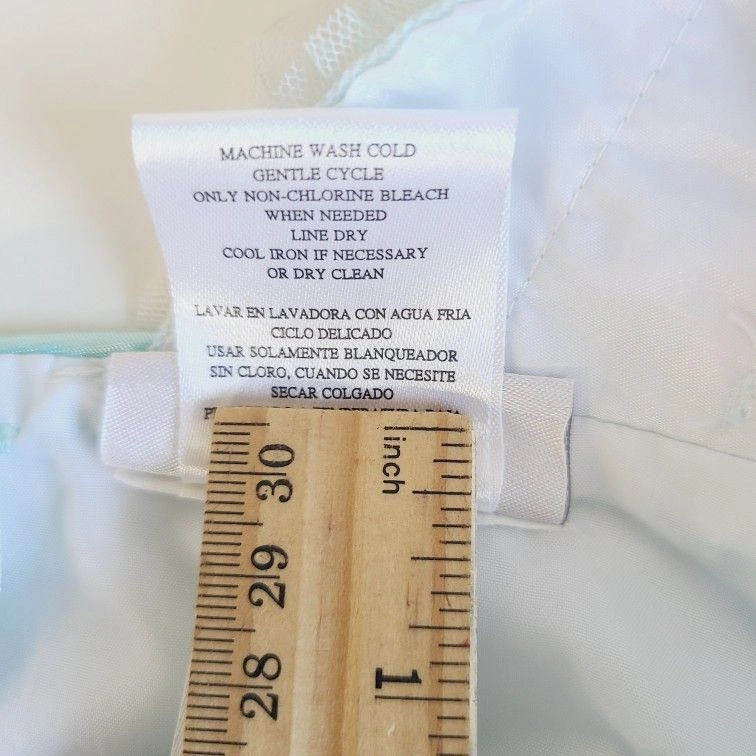 MACHINE WASH COLD
GENTLE CYCLE
ONLY NON-CHLORINE BLEACH
WHEN NEEDED
LINE DRY
COOL IRON IF NECESSARY
OR DRY CLEAN
LAVAR EN LAVADORA CON AGUA FRIA
CICLO DELICADO
USAR SOLAMENTE BLANQUEADOR
SIN CLORO, CUANDO SE NECESITE
SECAR COLGADO
inch
30
29
28
1